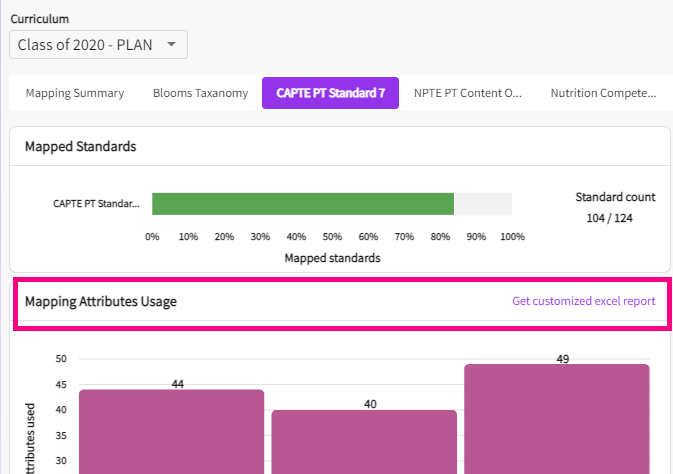 Curriculum
Class of 2020 - PLAN
Mapping Summary Blooms Taxanomy CAPTE PT Standard 7 NPTE PT Content O... Nutrition Compete...
Mapped Standards
CAPTE PT Standar...
Standard count
104 / 124
0% 10% 20% 30% 40% 50% 60% 70% 80% 90% 100%
Mapped standards
Mapping Attributes Usage Get customized excel report
50
49
45
44
40
40
35
30
ttributes used